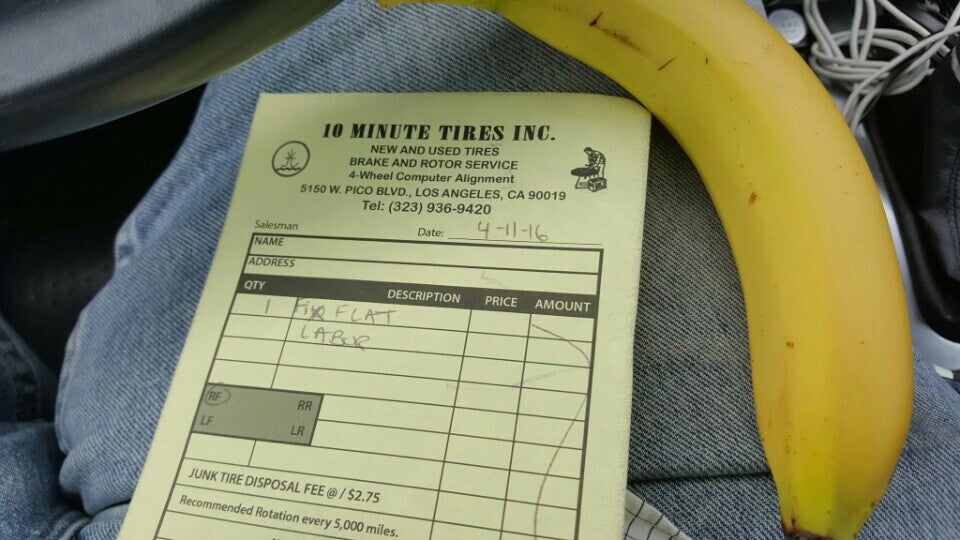 10 MINUTE TIRES INC.
NEW AND USED TIRES
BRAKE AND ROTOR SERVICE
4-Wheel Computer Alignment
5150 W. PICO BLVD., LOS ANGELES, CA 90019
Tel: (323) 936-9420
Salesman Date: 4-11-16
NAME
ADDRESS
QTY DESCRIPTION PRICE AMOUNT
1 FIX FLAT
LABUR
RF RR
LF LR
JUNK TIRE DISPOSAL FEE @ / $2.75
Recommended Rotation every 5,000 miles.